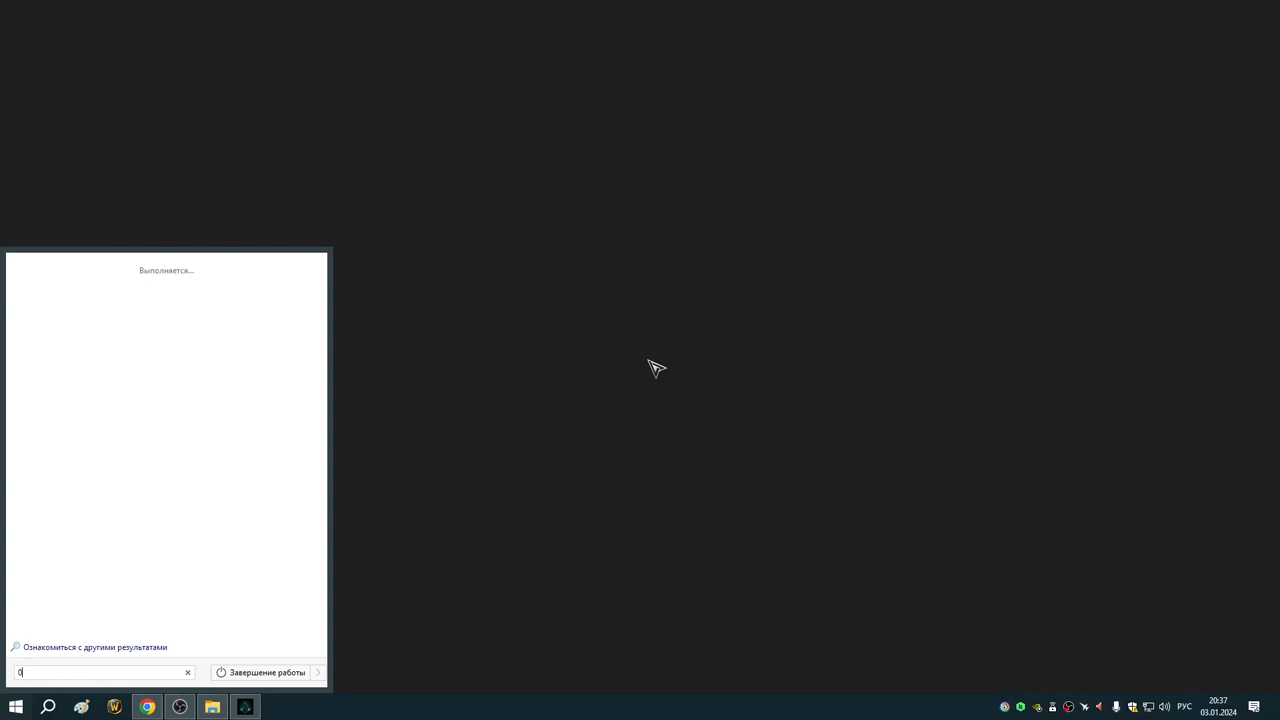 Выполняется...
Ознакомиться с другими результатами
0
Завершение работы
W
РУС
20:37
03.01.2024